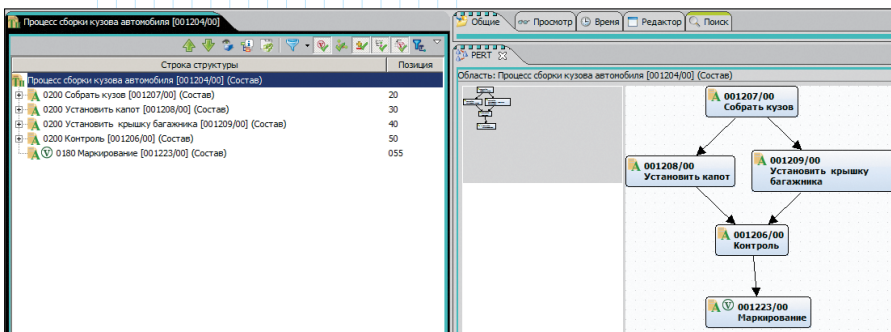 Процесс сборки кузова автомобиля [001204/00]
Строка структуры Позиция
Процесс сборки кузова автомобиля [001204/00] (Состав)
0200 Собрать кузов [001207/00] (Состав) 20
0200 Установить капот [001208/00] (Состав) 30
0200 Установить крышку багажника [001209/00] (Состав) 40
0200 Контроль [001206/00] (Состав) 50
0180 Маркирование [001223/00] (Состав) 055
Общие Просмотр Время Редактор Поиск
PERT
Область: Процесс сборки кузова автомобиля [001204/00] (Состав)
001207/00
Собрать кузов
001208/00
Установить капот
001209/00
Установить крышку
багажника
001206/00
Контроль
001223/00
Маркирование